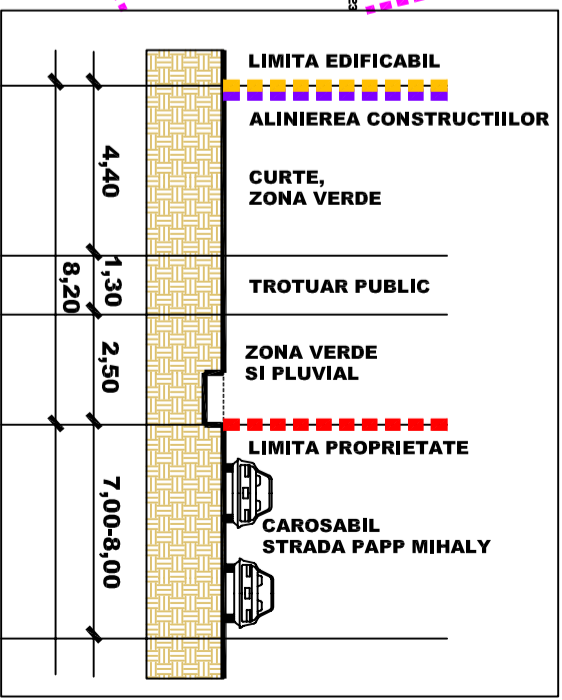 23
LIMITA EDIFICABIL
ALINIEREA CONSTRUCTIILOR
4,40
CURTE,
ZONA VERDE
1,30
8,20
TROTUAR PUBLIC
2,50
ZONA VERDE
SI PLUVIAL
LIMITA PROPRIETATE
7,00-8,00
CAROSABIL
STRADA PAPP MIHALY